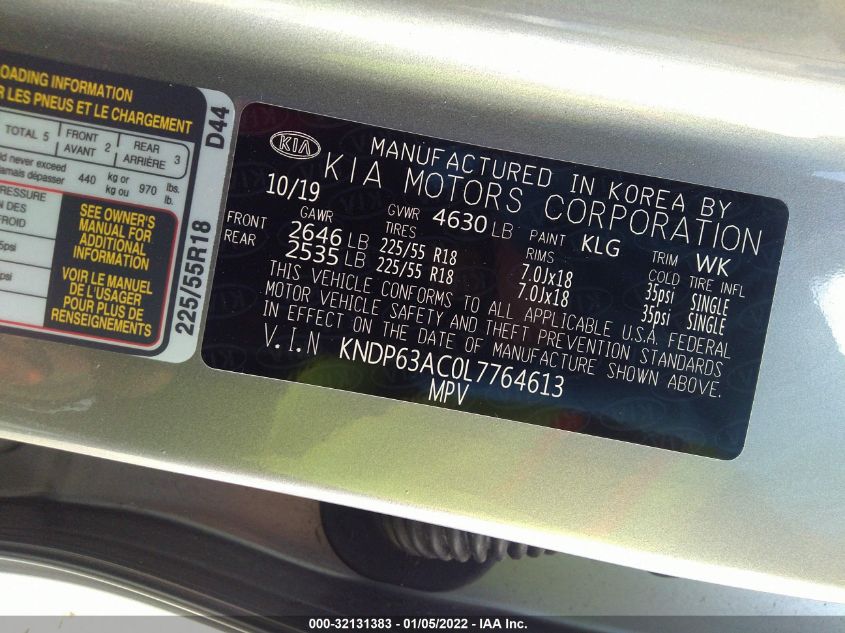 OADING INFORMATION
R LES PNEUS ET LE CHARGEMENT
TOTAL 5 FRONT AVANT 2 REAR ARRIÈRE 3
ld never exceed
jamais dépasser 440 kg or kg ou 970 lbs. lb.
PRESSURE
N DES
FROID
5psi
psi
SEE OWNER'S
MANUAL FOR
ADDITIONAL
INFORMATION
VOIR LE MANUEL
DE L'USAGER
POUR PLUS DE
RENSEIGNEMENTS
225/55R18 D44
KIA
MANUFACTURED IN KOREA BY
KIA MOTORS CORPORATION
10/19 GVWR 4630 LB PAINT KLG TRIM WK
GAWR TIRES RIMS COLD TIRE INFL
FRONT 2646 LB 225/55 R18 7.0Jx18 35psi SINGLE
REAR 2535 LB 225/55 R18 7.0Jx18 35psi SINGLE
THIS VEHICLE CONFORMS TO ALL APPLICABLE U.S.A. FEDERAL
MOTOR VEHICLE SAFETY AND THEFT PREVENTION STANDARDS
IN EFFECT ON THE DATE OF MANUFACTURE SHOWN ABOVE.
V.I.N KNDP63AC0L7764613
MPV
000-32131383 - 01/05/2022 - IAA Inc.